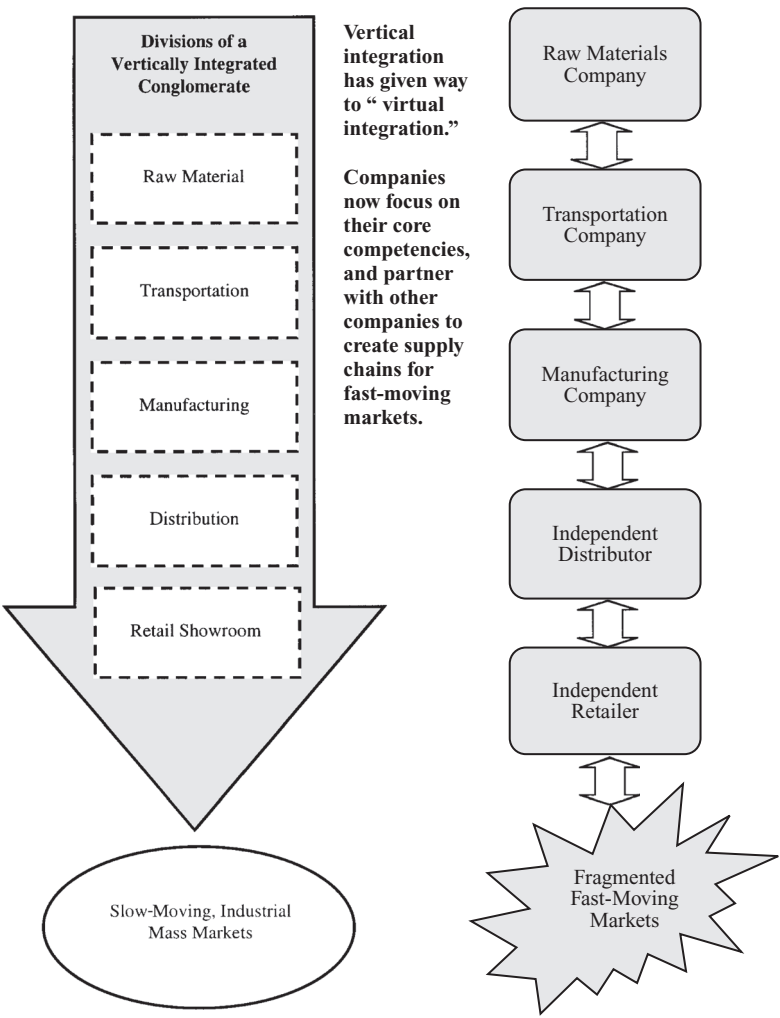 Divisions of a
Vertically Integrated
Conglomerate
Raw Material
Transportation
Manufacturing
Distribution
Retail Showroom
Slow-Moving, Industrial
Mass Markets
Vertical
integration
has given way
to “ virtual
integration.”
Companies
now focus on
their core
competencies,
and partner
with other
companies to
create supply
chains for
fast-moving
markets.
Raw Materials
Company
Transportation
Company
Manufacturing
Company
Independent
Distributor
Independent
Retailer
Fragmented
Fast-Moving
Markets